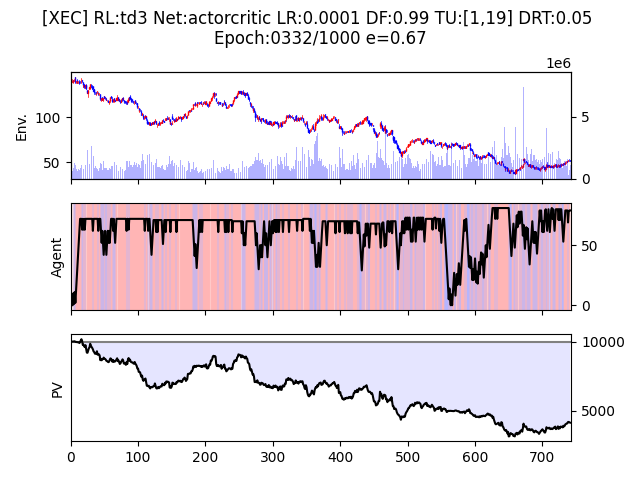 [XEC] RL:td3 Net:actorcritic LR:0.0001 DF:0.99 TU:[1,19] DRT:0.05
Epoch:0332/1000 e=0.67
1e6
Env.
100
50
5
0
Agent
50
0
PV
10000
5000
0 100 200 300 400 500 600 700